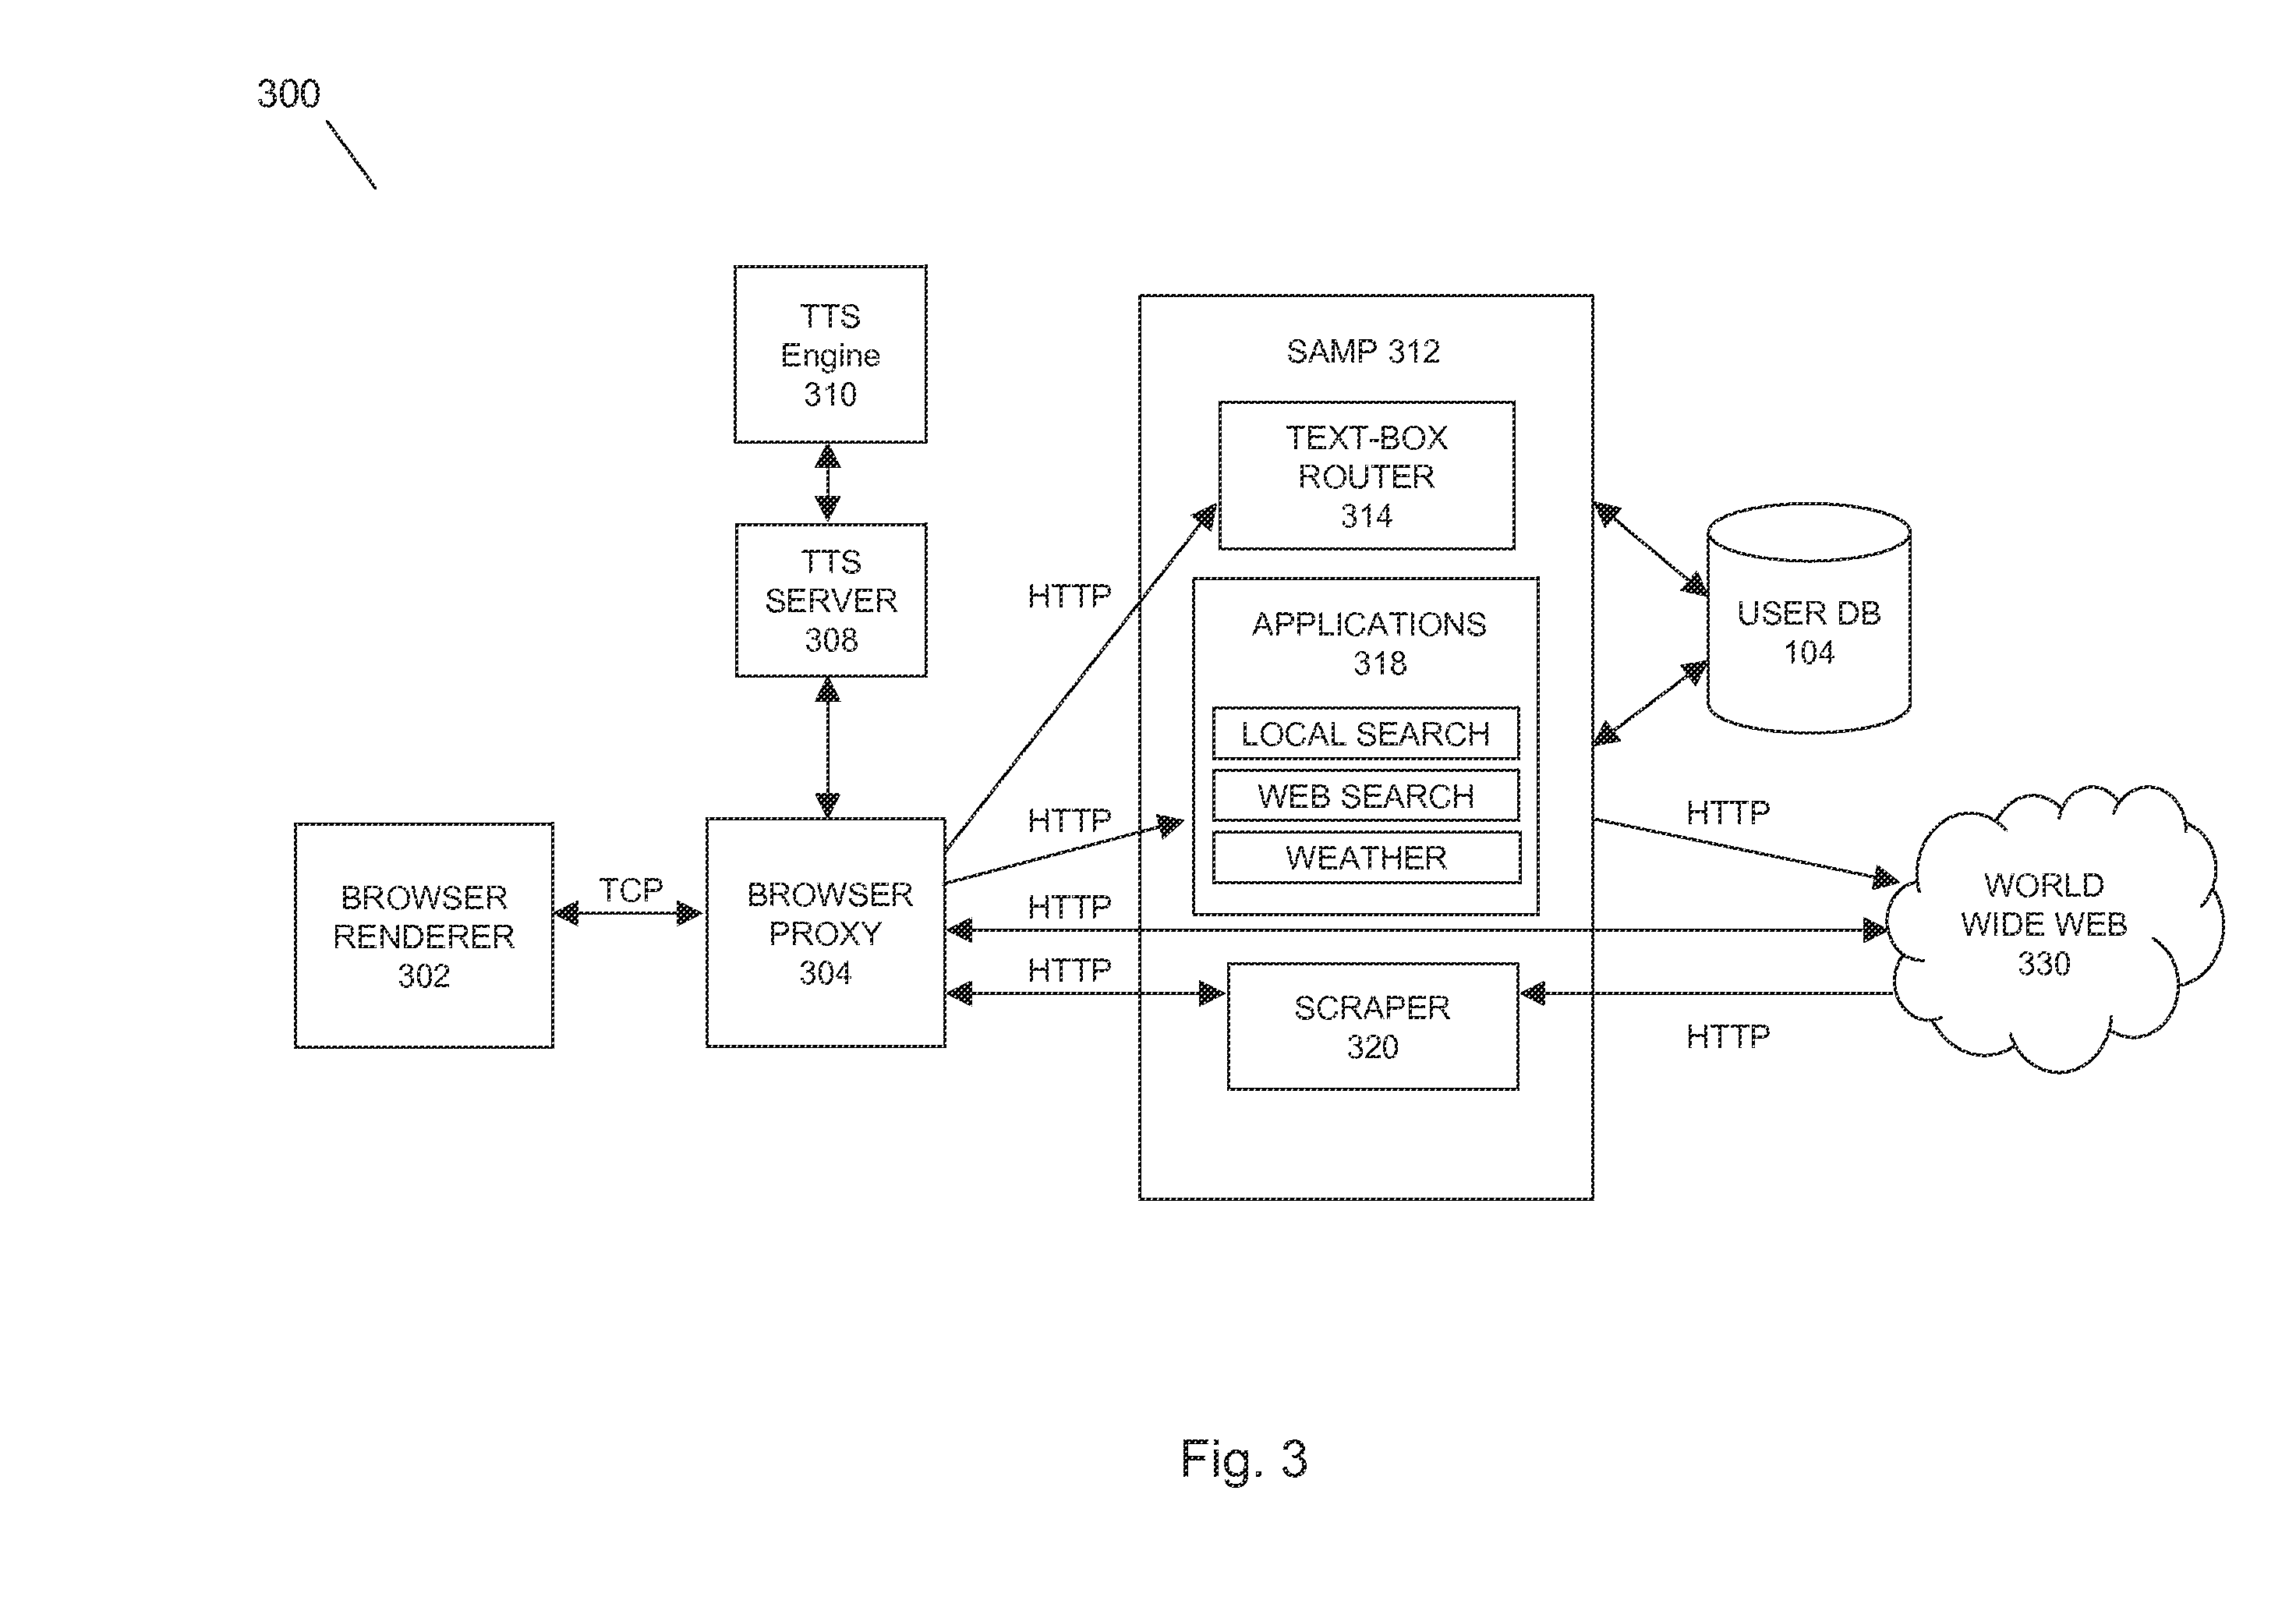 300
TTS
Engine
310
TTS
SERVER
308
BROWSER
RENDERER
302
TCP
BROWSER
PROXY
304
HTTP
HTTP
HTTP
HTTP
SAMP 312
TEXT-BOX
ROUTER
314
APPLICATIONS
318
LOCAL SEARCH
WEB SEARCH
WEATHER
SCRAPER
320
USER DB
104
HTTP
WORLD
WIDE WEB
330
HTTP
Fig. 3